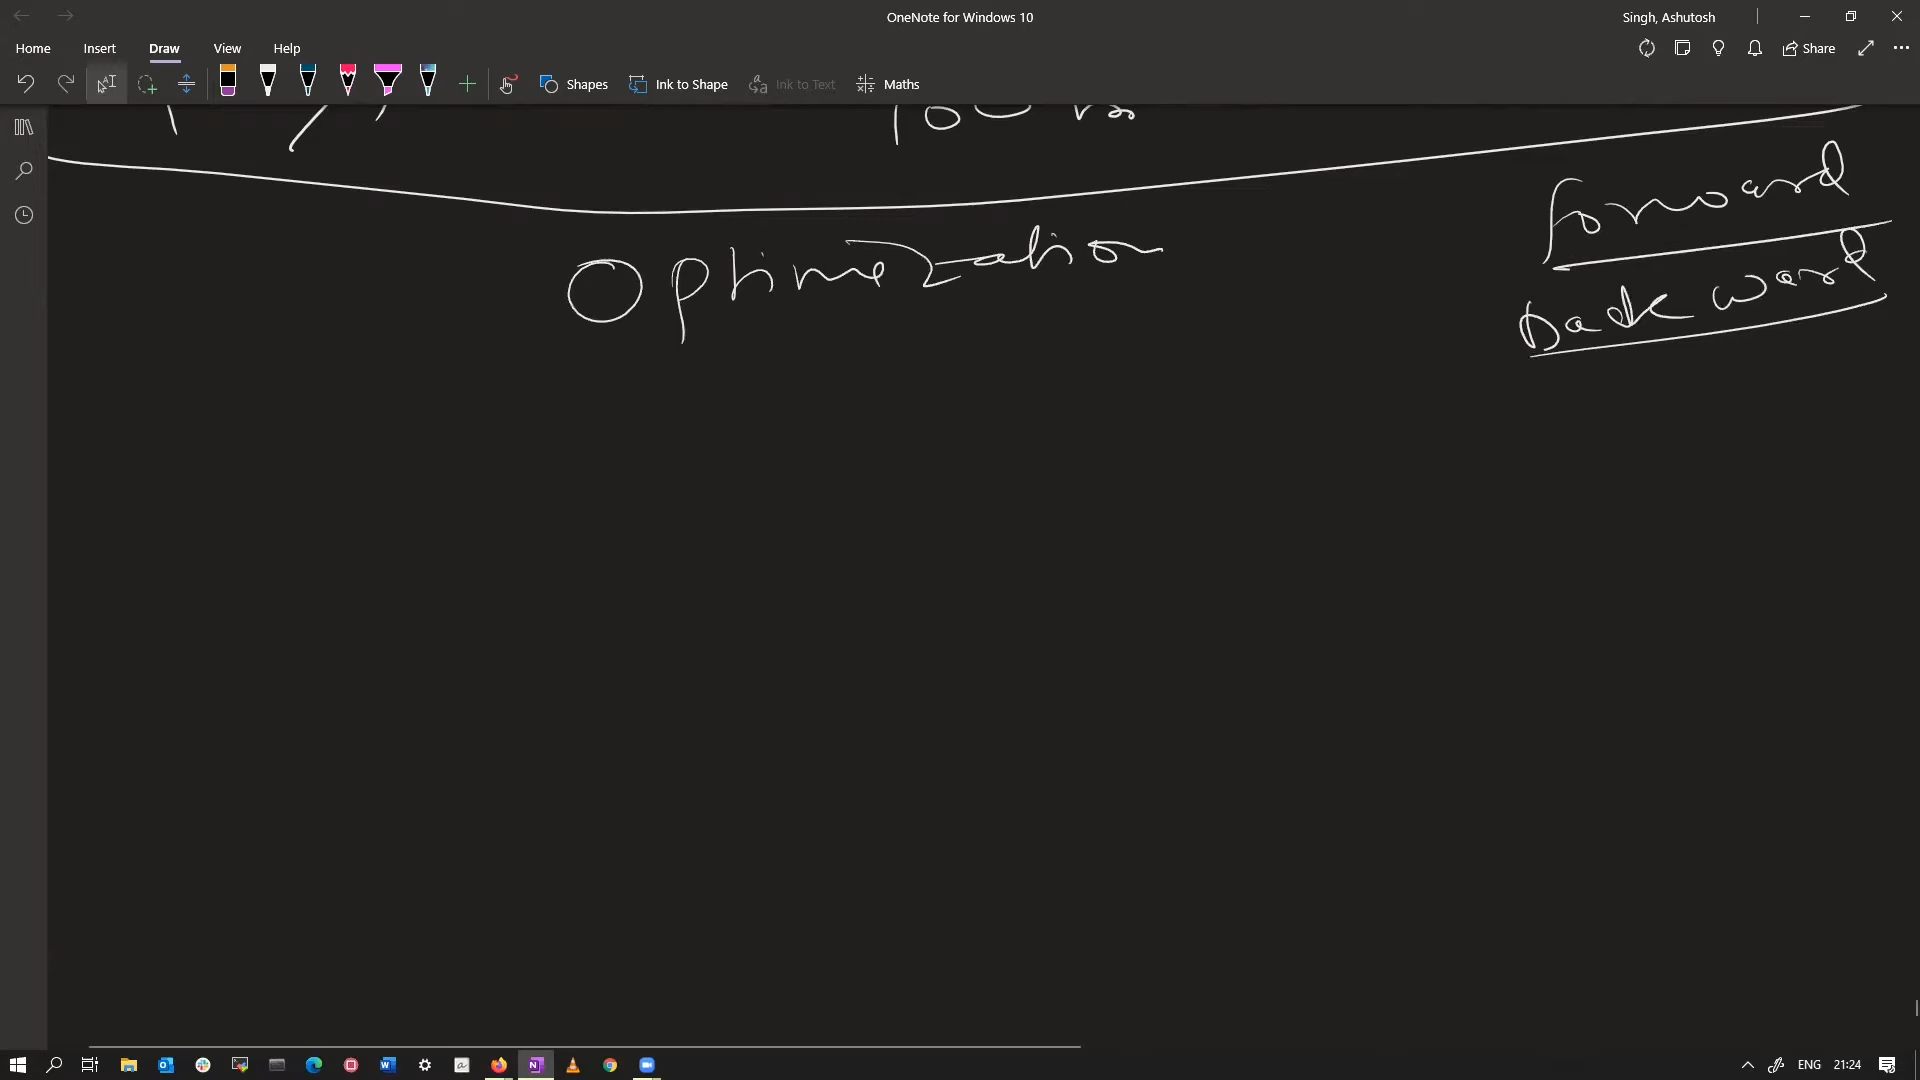 OneNote for Windows 10
Singh, Ashutosh
Home Insert Draw View Help
Share
Shapes Ink to Shape Ink to Text Maths
forward
Optimization
Backward
ENG 21:24